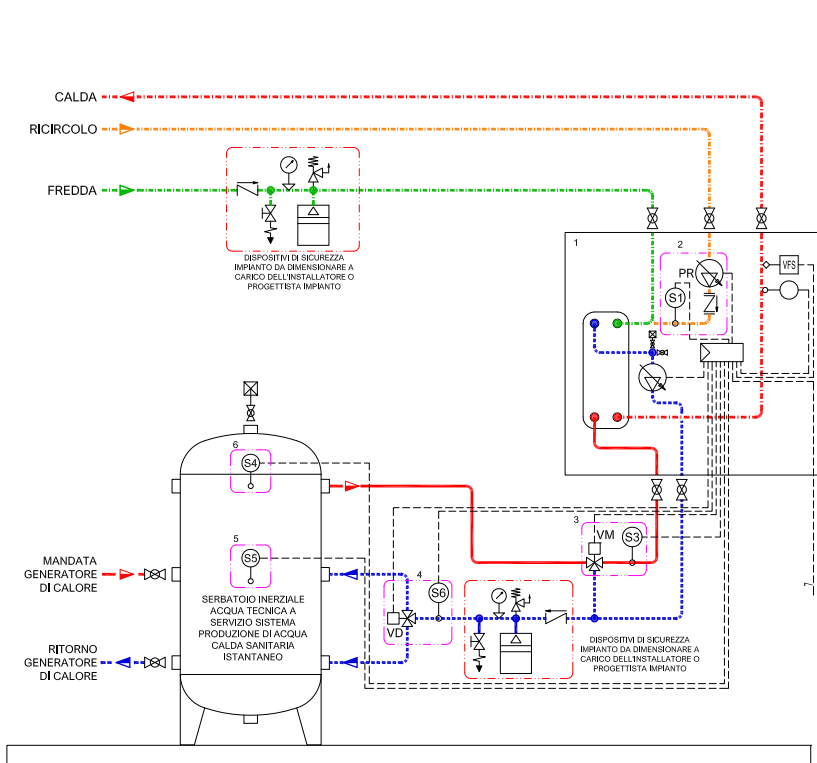 CALDA
RICIRCOLO
FREDDA
DISPOSITIVI DI SICUREZZA
IMPIANTO DA DIMENSIONARE A
CARICO DELL'INSTALLATORE O
PROGETTISTA IMPIANTO
1
2
PR
S1
VFS
6
S4
5
S5
MANDATA
GENERATORE
DI CALORE
SERBATOIO INERZIALE
ACQUA TECNICA A
SERVIZIO SISTEMA
PRODUZIONE DI ACQUA
CALDA SANITARIA
ISTANTANEO
RITORNO
GENERATORE
DI CALORE
4
S6
VD
3
VM
S3
DISPOSITIVI DI SICUREZZA
IMPIANTO DA DIMENSIONARE A
CARICO DELL'INSTALLATORE O
PROGETTISTA IMPIANTO
7